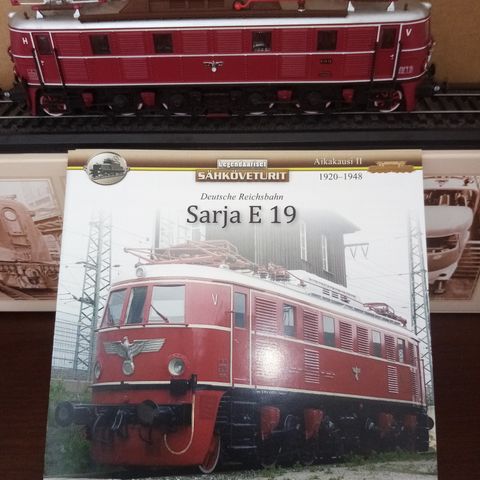 H
V
Legendaariset
SÄHKÖVETURIT
Aikakausi II
1920–1948
Deutsche Reichsbahn
Sarja E 19
V